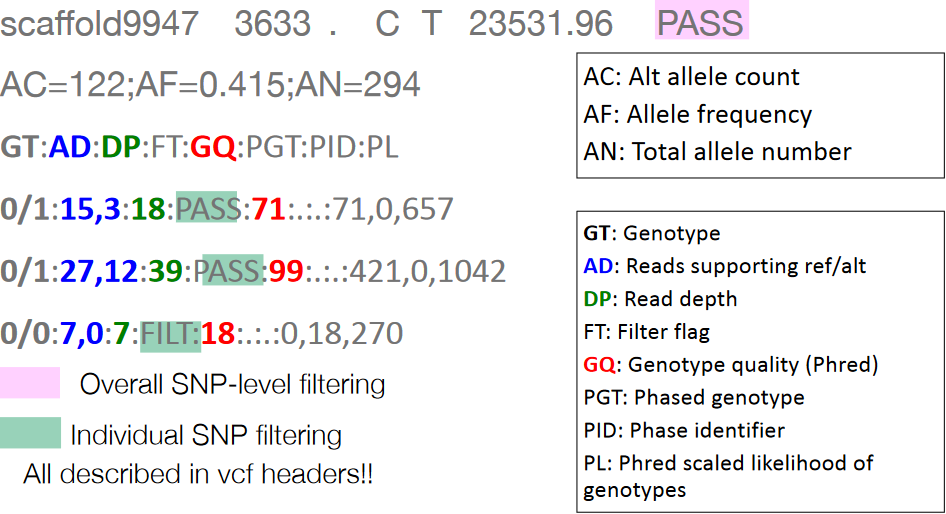 scaffold9947 3633 . C T 23531.96 PASS
AC=122;AF=0.415;AN=294
GT:AD:DP:FT:GQ:PGT:PID:PL
0/1:15,3:18:PASS:71:.:.:71,0,657
0/1:27,12:39:PASS:99:.:.:421,0,1042
0/0:7,0:7:FILT:18:.:.:0,18,270
Overall SNP-level filtering
Individual SNP filtering
All described in vcf headers!!
AC: Alt allele count
AF: Allele frequency
AN: Total allele number
GT: Genotype
AD: Reads supporting ref/alt
DP: Read depth
FT: Filter flag
GQ: Genotype quality (Phred)
PGT: Phased genotype
PID: Phase identifier
PL: Phred scaled likelihood of
genotypes